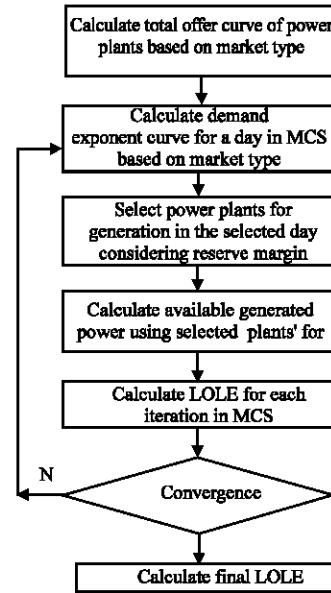 Calculate total offer curve of power
plants based on market type
Calculate demand
exponent curve for a day in MCS
based on market type
Select power plants for
generation in the selected day
considering reserve margin
Calculate available generated
power using selected plants' for
Calculate LOLE for each
iteration in MCS
N
Convergence
Calculate final LOLE